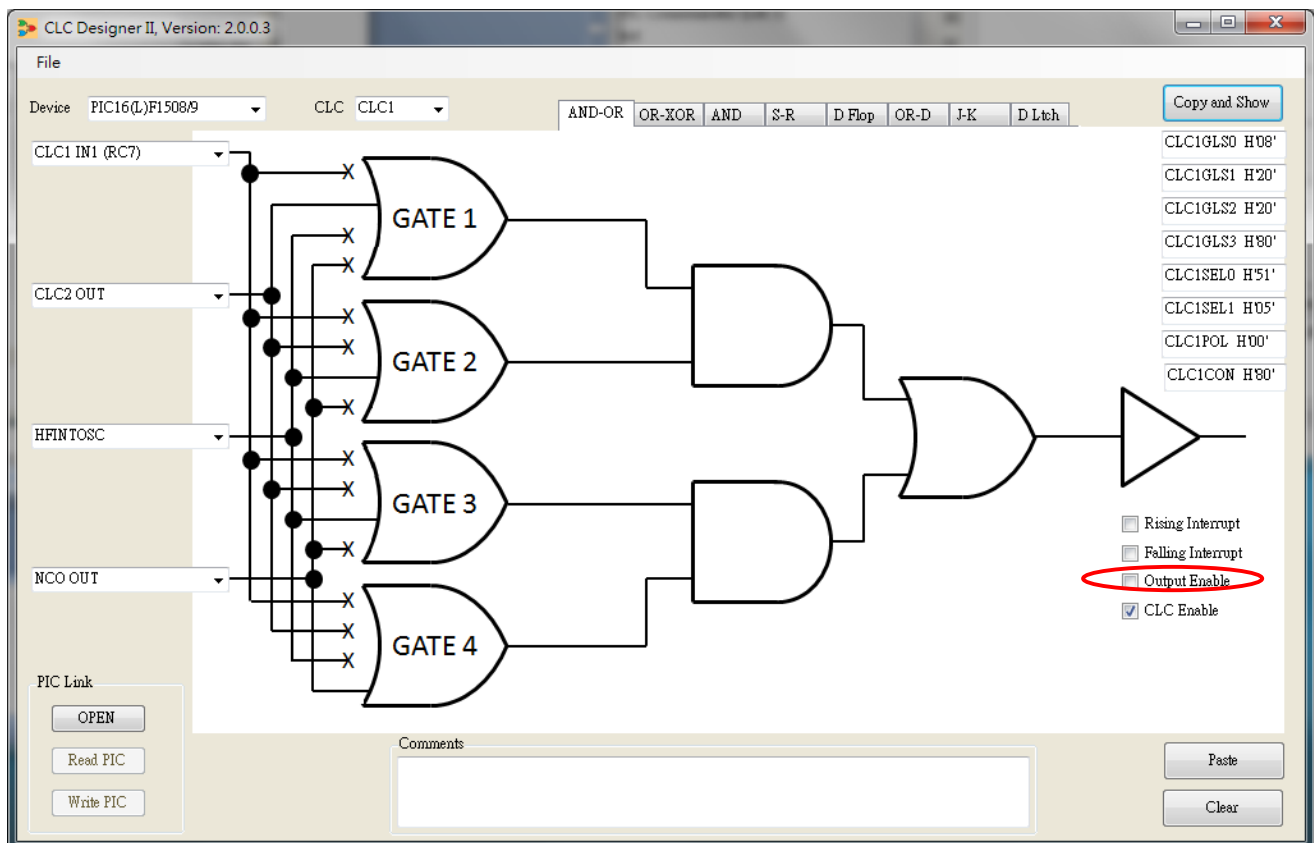 CLC Designer II, Version: 2.0.0.3
File
Device PIC16(L)F1508/9 CLC CLC1
AND-OR OR-XOR AND S-R D Flop OR-D J-K D Ltch
Copy and Show
CLC1 IN1 (RC7)
CLC2 OUT
HFINTOSC
NCO OUT
X
X
X
GATE 1
X
X
X
GATE 2
X
X
X
GATE 3
X
X
X
GATE 4
CLC1GLS0 H'08'
CLC1GLS1 H'20'
CLC1GLS2 H'20'
CLC1GLS3 H'80'
CLC1SEL0 H'51'
CLC1SEL1 H'05'
CLC1POL H'00'
CLC1CON H'80'
Rising Interrupt
Falling Interrupt
Output Enable
CLC Enable
PIC Link
OPEN
Read PIC
Write PIC
Comments
Paste
Clear